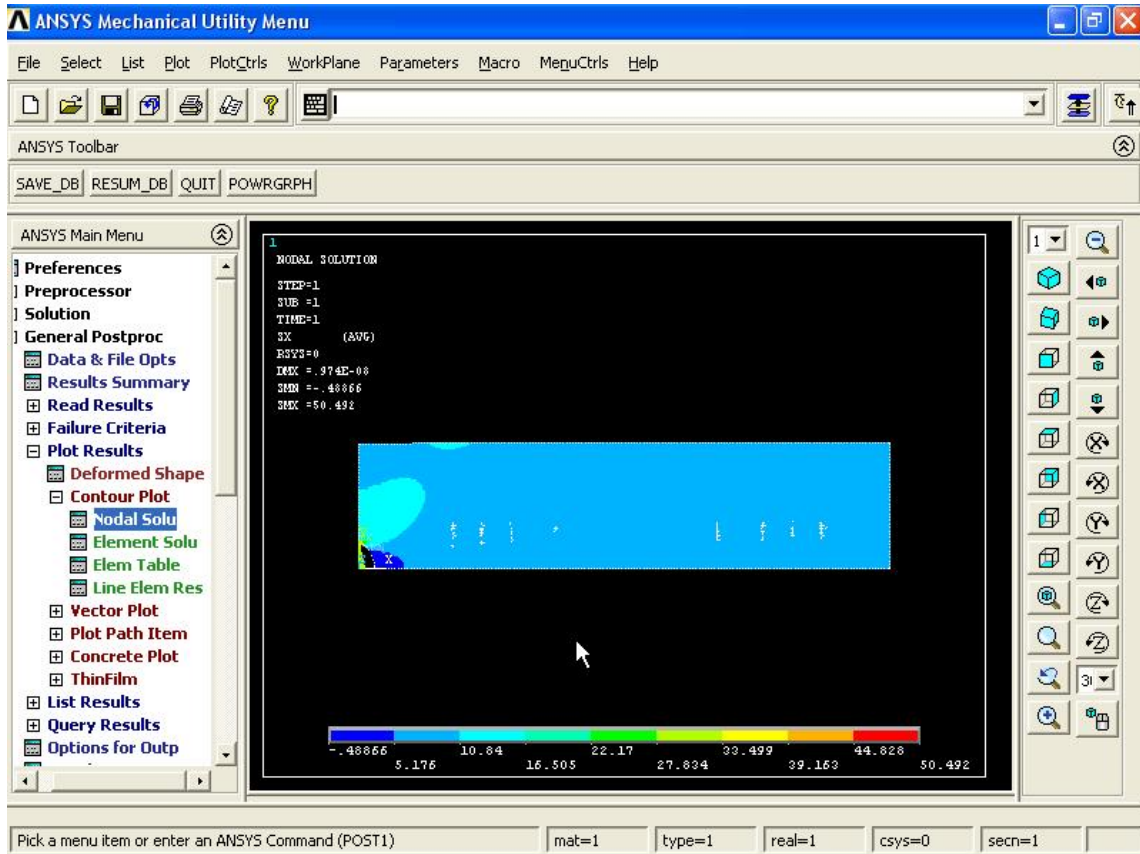 ANSYS Mechanical Utility Menu
File Select List Plot PlotCtrls WorkPlane Parameters Macro MenuCtrls Help
ANSYS Toolbar
SAVE_DB RESUM_DB QUIT POWRGRPH
ANSYS Main Menu
Preferences
Preprocessor
Solution
General Postproc
Data & File Opts
Results Summary
Read Results
Failure Criteria
Plot Results
Deformed Shape
Contour Plot
Nodal Solu
Element Solu
Elem Table
Line Elem Res
Vector Plot
Plot Path Item
Concrete Plot
ThinFilm
List Results
Query Results
Options for Outp
1
NODAL SOLUTION
STEP=1
SUB =1
TIME=1
SX (AVG)
RSYS=0
DMX =.974E-08
SMN =-.48866
SMX =50.492
X
-.48866 10.84 22.17 33.499 44.828
5.176 16.505 27.834 39.163 50.492
1
Pick a menu item or enter an ANSYS Command (POST1) mat=1 type=1 real=1 csys=0 secn=1